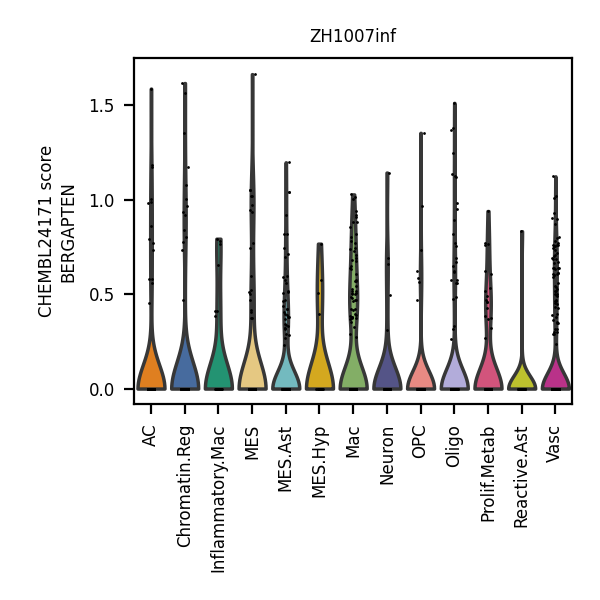 ZH1007inf
CHEMBL24171 score
BERGAPTEN
1.5
1.0
0.5
0.0
AC
Chromatin.Reg
Inflammatory.Mac
MES
MES.Ast
MES.Hyp
Mac
Neuron
OPC
Oligo
Prolif.Metab
Reactive.Ast
Vasc